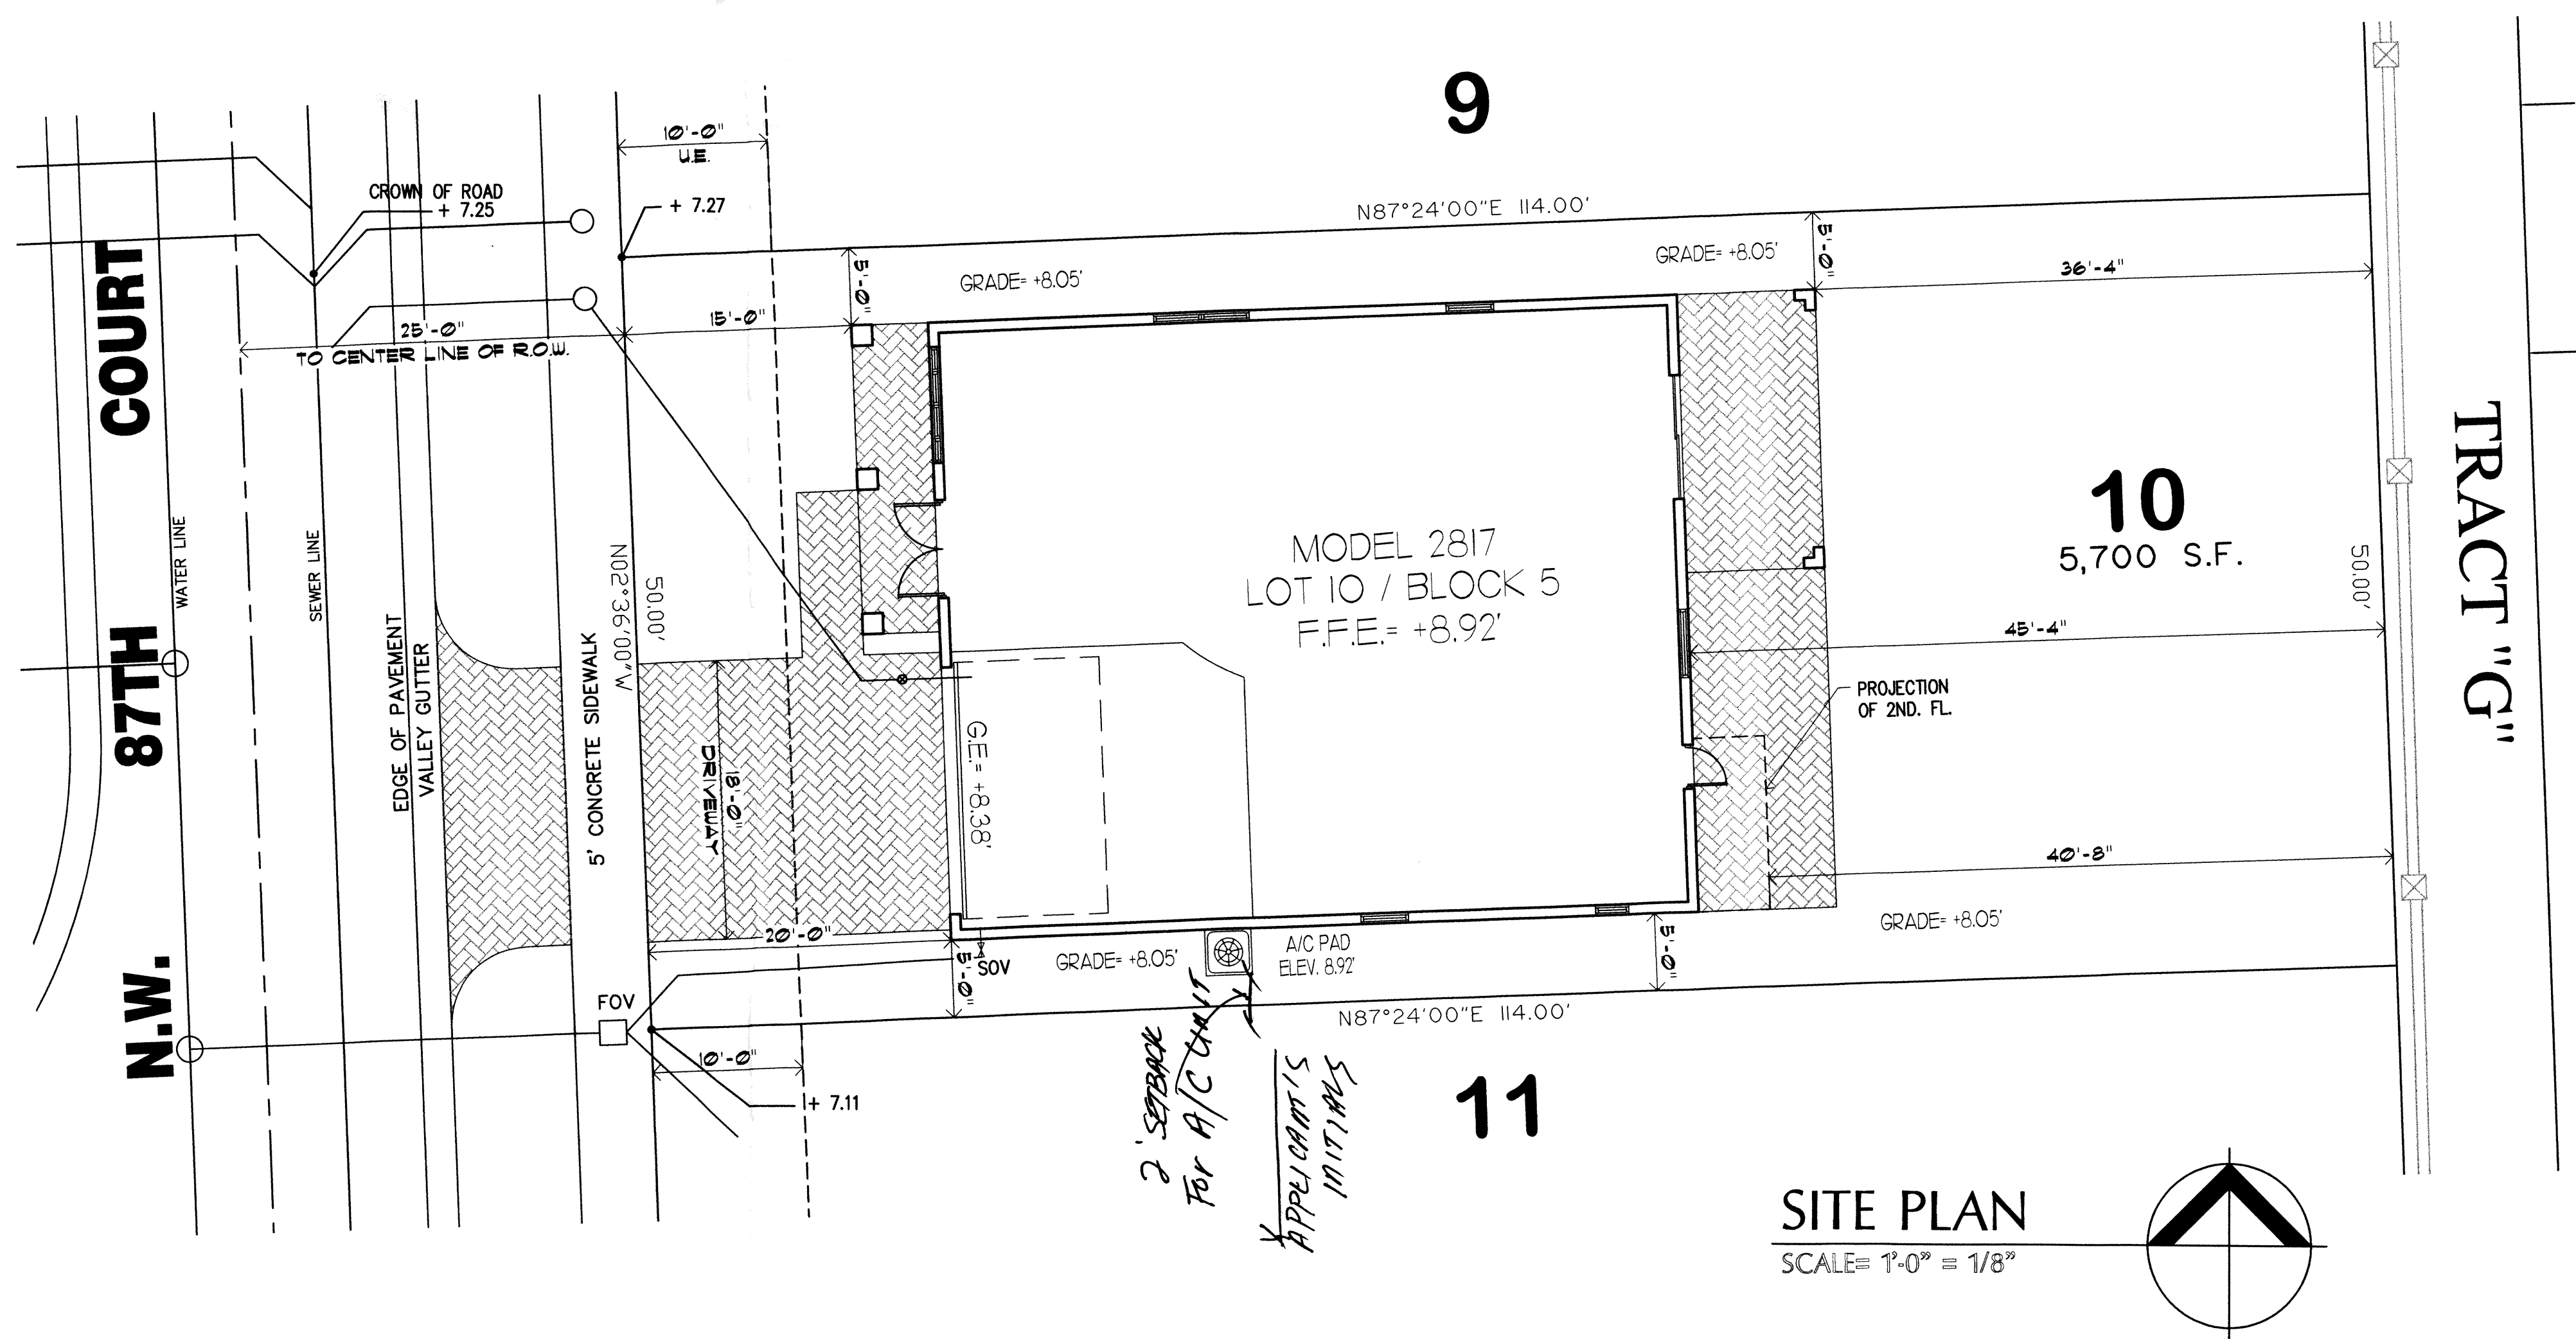 9
10'-0"
U.E.
CROWN OF ROAD
+ 7.25
+ 7.27
N87°24'00"E 114.00'
5'-0"
GRADE= +8.05'
GRADE= +8.05'
5'-0"
36'-4"
25'-0"
TO CENTER LINE OF R.O.W.
15'-0"
N.W. 87TH COURT
WATER LINE
SEWER LINE
EDGE OF PAVEMENT
VALLEY GUTTER
5' CONCRETE SIDEWALK
N02°36'00"W
50.00'
MODEL 2817
LOT 10 / BLOCK 5
F.F.E.= +8.92'
10
5,700 S.F.
50.00'
TRACT "G"
45'-4"
PROJECTION
OF 2ND. FL.
18'-0"
DRIVEWAY
G.E.= +8.38'
40'-8"
20'-0"
5'-0"
SOV
GRADE= +8.05'
A/C PAD
ELEV. 8.92'
5'-0"
GRADE= +8.05'
FOV
N87°24'00"E 114.00'
10'-0"
+ 7.11
2' SETBACK
For A/C UNIT
X
APPLICANT'S
INITIALS
11
SITE PLAN
SCALE= 1'-0" = 1/8"